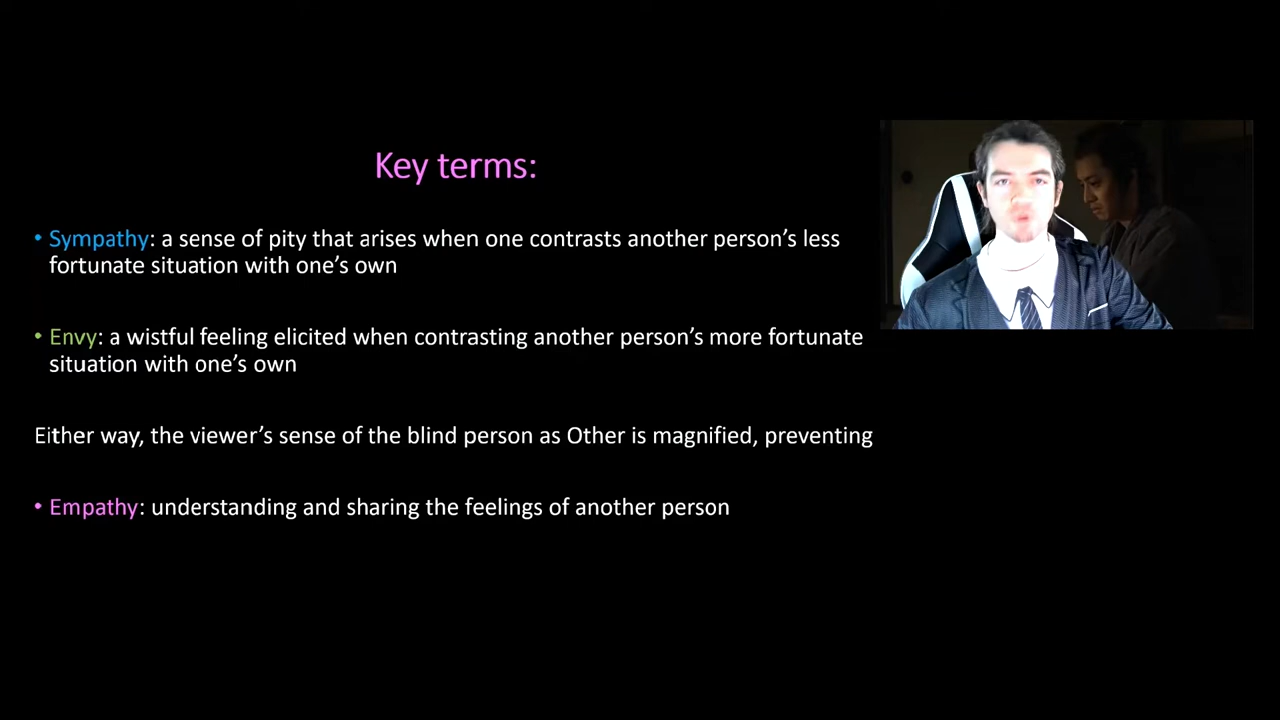 Key terms:
• Sympathy: a sense of pity that arises when one contrasts another person’s less
fortunate situation with one’s own
• Envy: a wistful feeling elicited when contrasting another person’s more fortunate
situation with one’s own
Either way, the viewer’s sense of the blind person as Other is magnified, preventing
• Empathy: understanding and sharing the feelings of another person